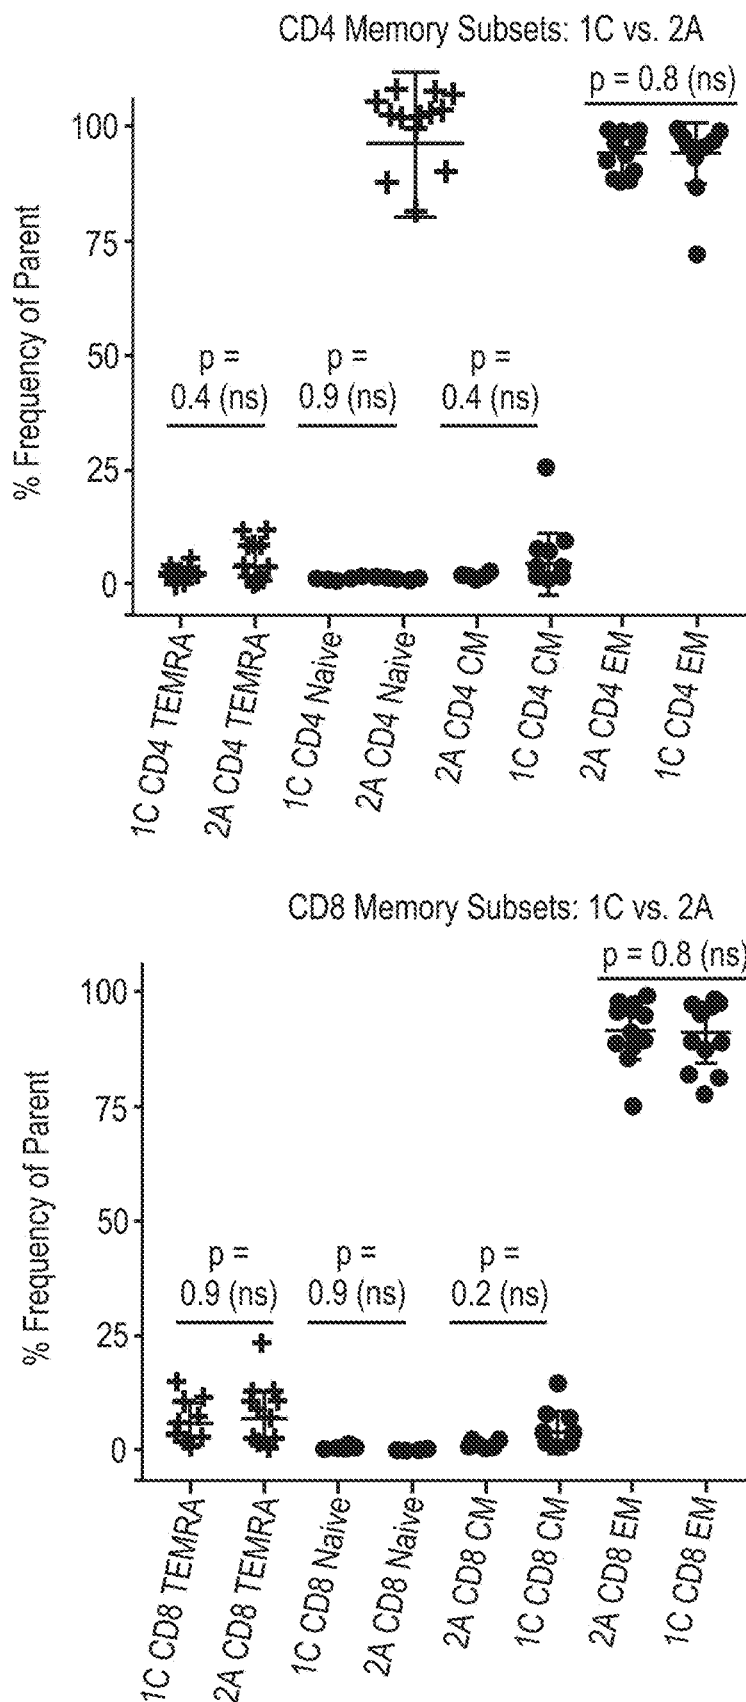 CD4 Memory Subsets: 1C vs. 2A
p = 0.8 (ns)
100
75
50
25
0
% Frequency of Parent
p =
0.4 (ns)
p =
0.9 (ns)
p =
0.4 (ns)
1C CD4 TEMRA
2A CD4 TEMRA
1C CD4 Naive
2A CD4 Naive
2A CD4 CM
1C CD4 CM
2A CD4 EM
1C CD4 EM
CD8 Memory Subsets: 1C vs. 2A
p = 0.8 (ns)
100
75
50
25
0
% Frequency of Parent
p =
0.9 (ns)
p =
0.9 (ns)
p =
0.2 (ns)
1C CD8 TEMRA
2A CD8 TEMRA
1C CD8 Naive
2A CD8 Naive
2A CD8 CM
1C CD8 CM
2A CD8 EM
1C CD8 EM